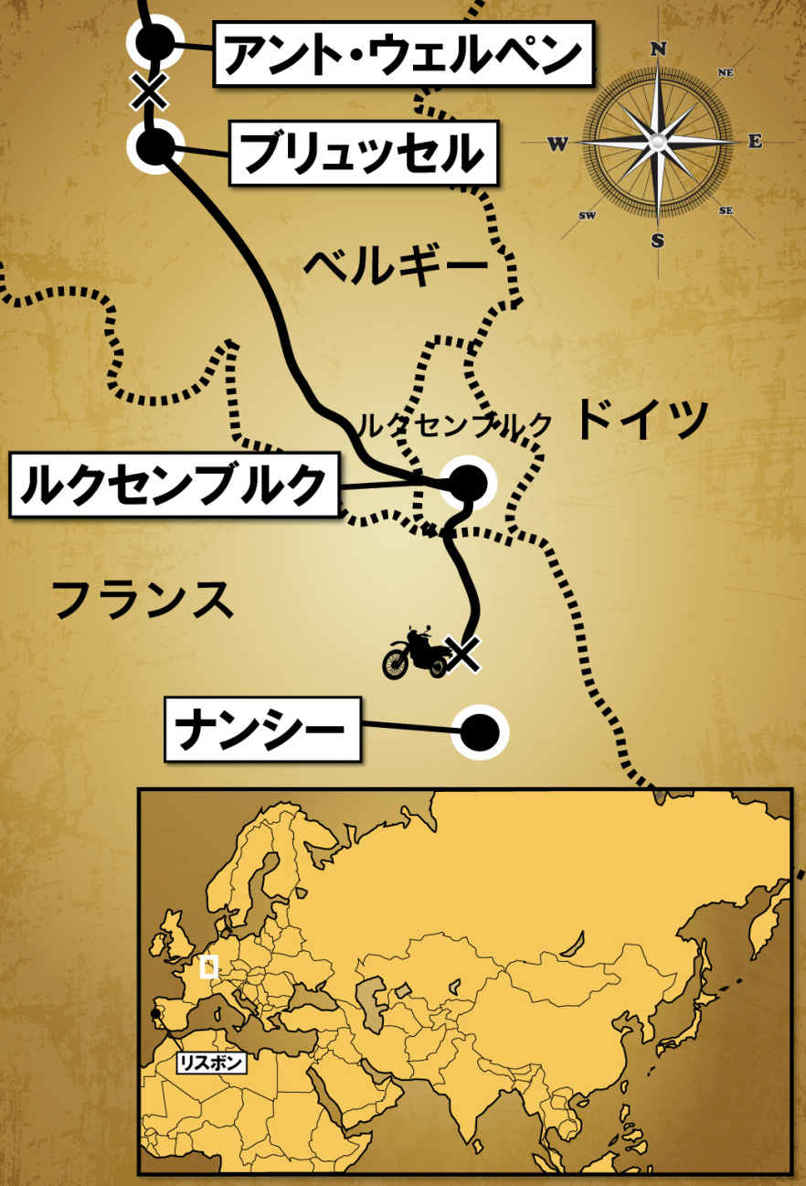 アント・ウェルペン
N
NE
W
E
ブリュッセル
SW
SE
S
ベルギー
ルクセンブルク
ドイツ
ルクセンブルク
フランス
ナンシー
リスボン